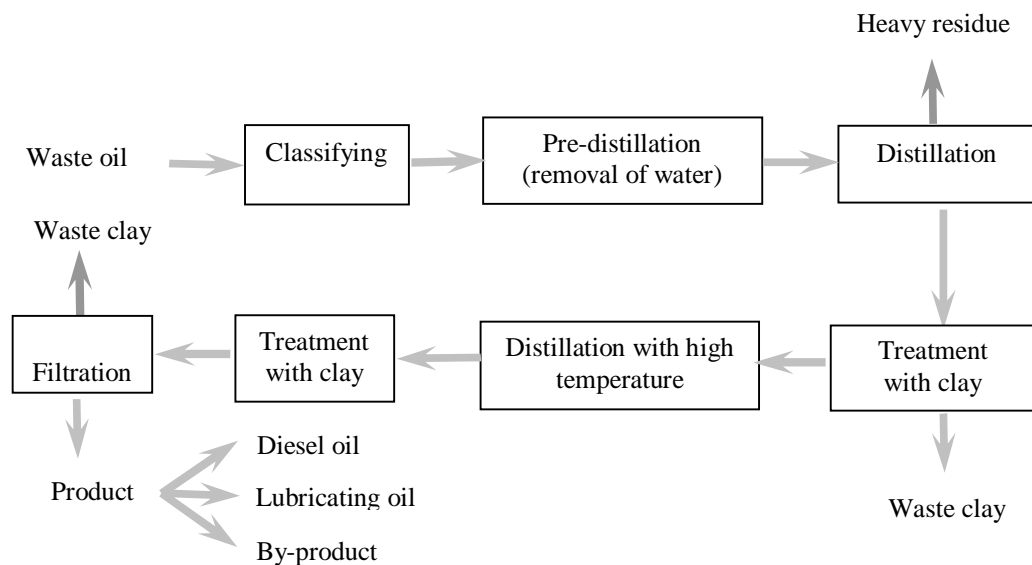 Heavy residue
Waste oil
Classifying
Pre-distillation
(removal of water)
Distillation
Waste clay
Filtration
Treatment
with clay
Distillation with high
temperature
Treatment
with clay
Product
Diesel oil
Lubricating oil
By-product
Waste clay